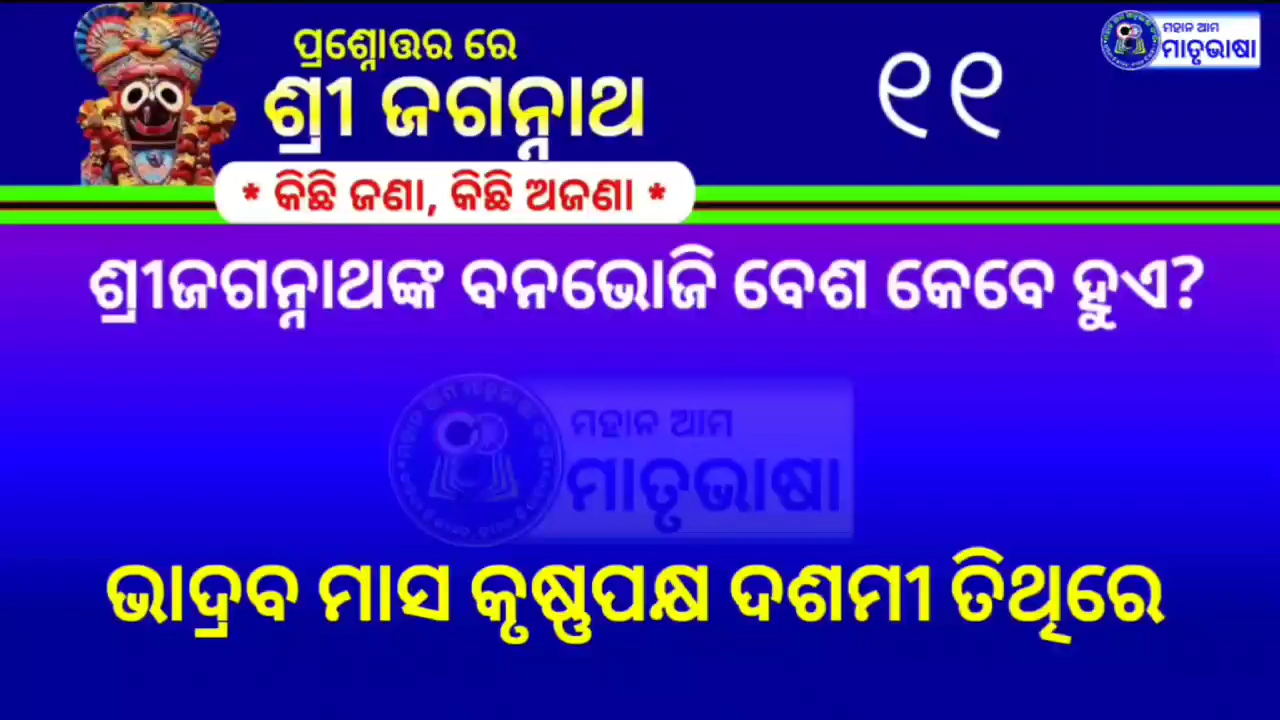 ପ୍ରଶ୍ନୋତ୍ତର ରେ
ଶ୍ରୀ ଜଗନ୍ନାଥ
୧୧
ମହାନ ଆମ
ମାତୃଭାଷା
* କିଛି ଜଣା, କିଛି ଅଜଣା *
ଶ୍ରୀଜଗନ୍ନାଥଙ୍କ ବନଭୋଜି ବେଶ କେବେ ହୁଏ?
ମହାନ ଆମ
ମାତୃଭାଷା
ଭାଦ୍ରବ ମାସ କୃଷ୍ଣପକ୍ଷ ଦଶମୀ ତିଥିରେ